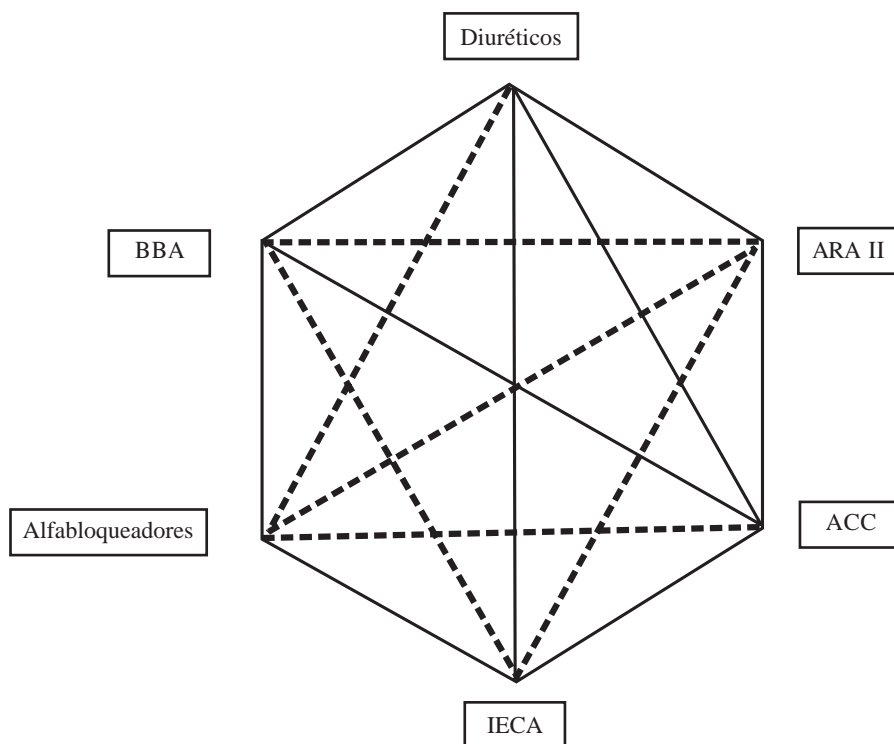 Diuréticos
BBA
ARA II
Alfabloqueadores
ACC
IECA